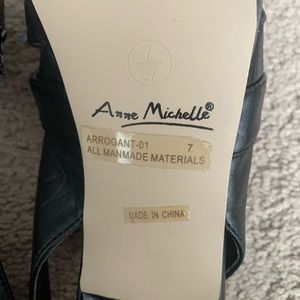 Anne Michelle®
ARROGANT-01 7
ALL MANMADE MATERIALS
MADE IN CHINA